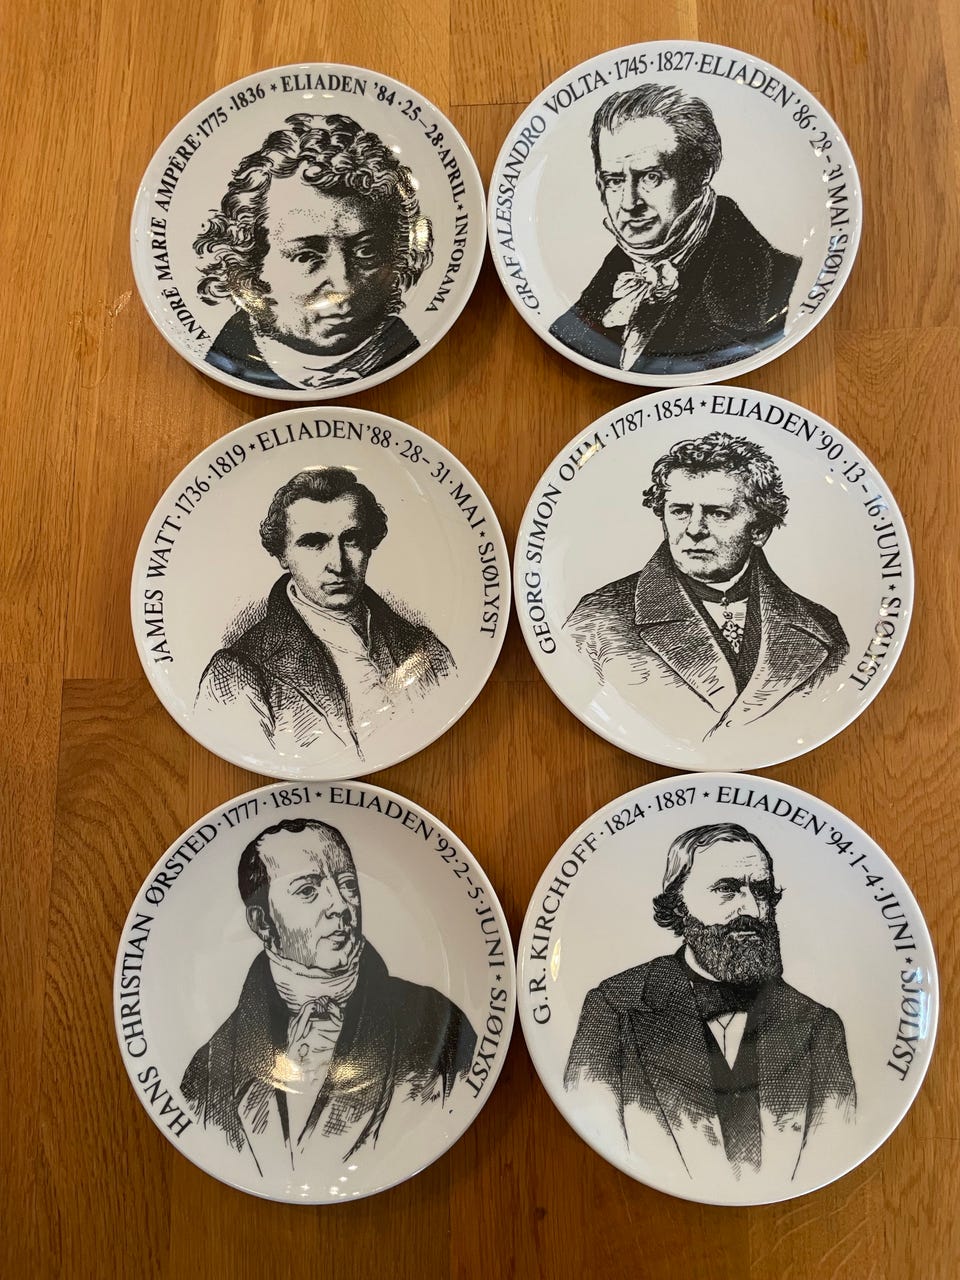 ANDRÉ MARIE AMPÈRE·1775·1836 ★ ELIADEN '84·25–28·APRIL★INFORAMA
·GRAF ALESSANDRO VOLTA·1745·1827·ELIADEN'86·28–31 MAI·SJØLYST·
JAMES WATT·1736·1819★ELIADEN'88·28–31·MAI★SJØLYST
GEORG SIMON OHM·1787·1854★ELIADEN'90·13–16·JUNI★SJØLYST
HANS CHRISTIAN ØRSTED·1777·1851★ELIADEN'92·2–5·JUNI★SJØLYST
G.R. KIRCHOFF·1824·1887★ELIADEN'94·1–4·JUNI★SJØLYST